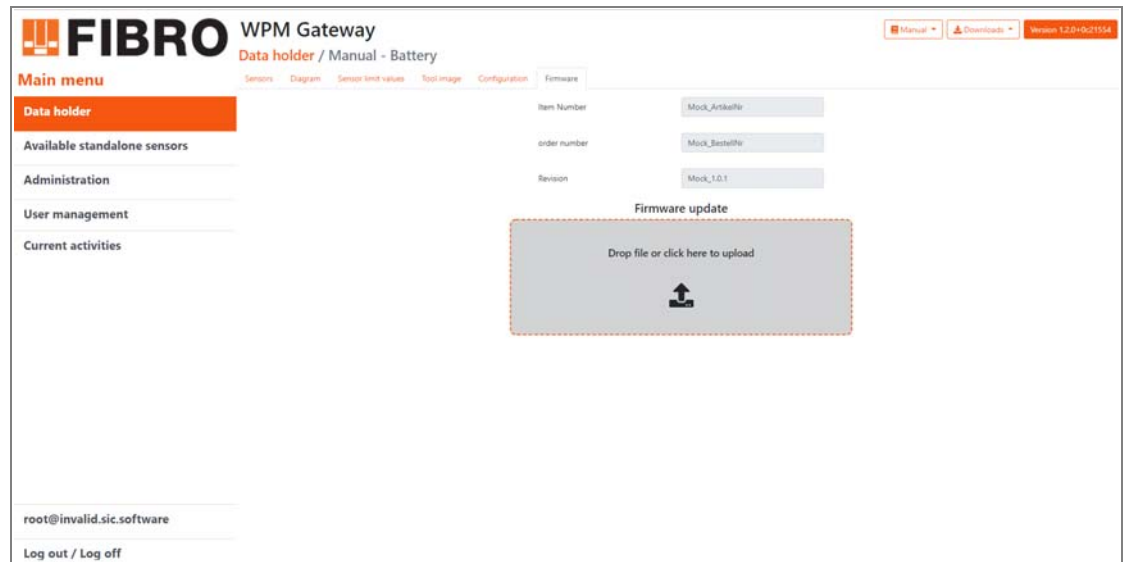 FIBRO
WPM Gateway
Manual
Downloads
Version 1.2.0+0c21554
Data holder / Manual - Battery
Main menu
Sensors Diagram Sensor limit values Tool image Configuration Firmware
Data holder
Available standalone sensors
Administration
User management
Current activities
Item Number Mock_ArtikelNr
order number Mock_BestellNr
Revision Mock_1.0.1
Firmware update
Drop file or click here to upload
root@invalid.sic.software
Log out / Log off